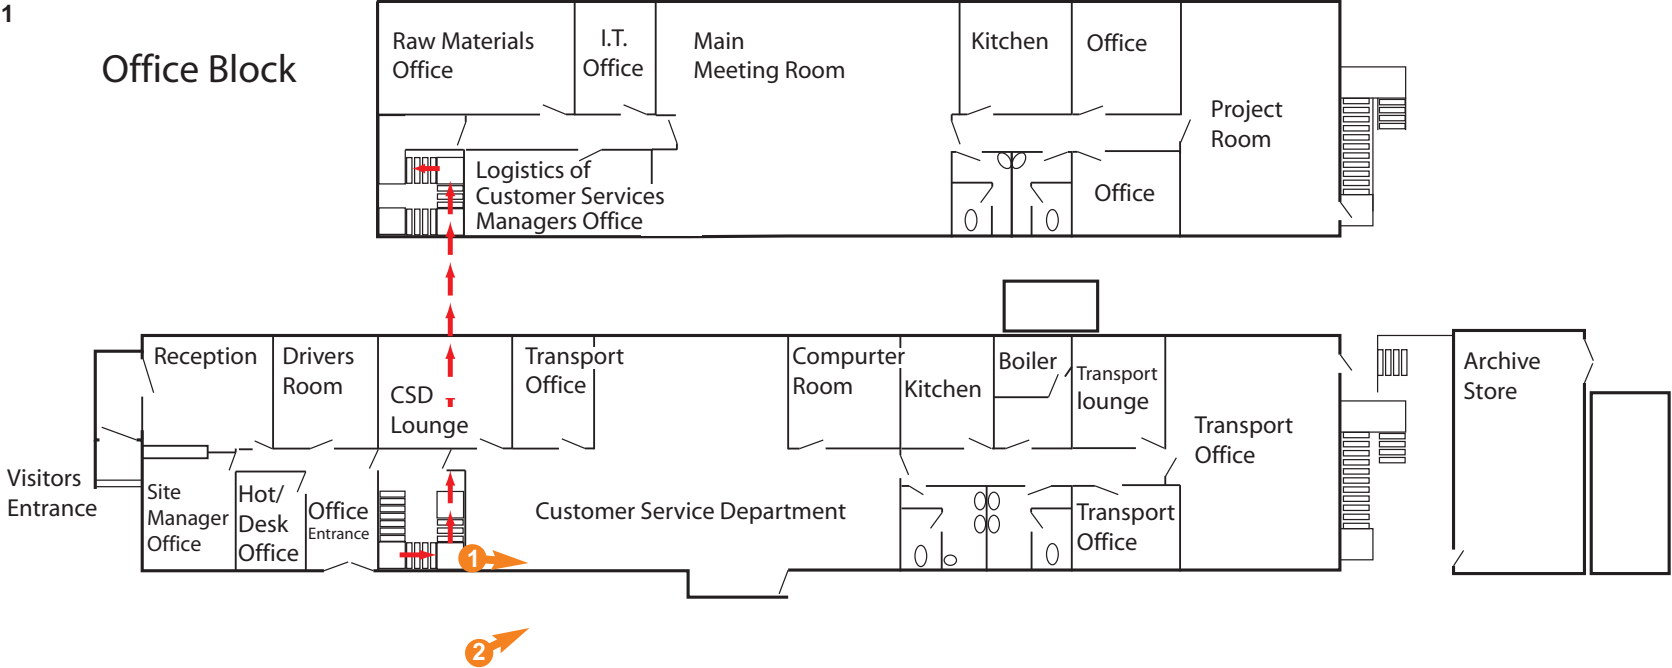 1
Office Block
Raw Materials
Office
I.T.
Office
Main
Meeting Room
Kitchen
Office
Project
Room
Logistics of
Customer Services
Managers Office
Office
Reception
Drivers
Room
CSD
Lounge
Transport
Office
Compurter
Room
Kitchen
Boiler
Transport
lounge
Transport
Office
Archive
Store
Visitors
Entrance
Site
Manager
Office
Hot/
Desk
Office
Office
Entrance
Customer Service Department
Transport
Office
1
2